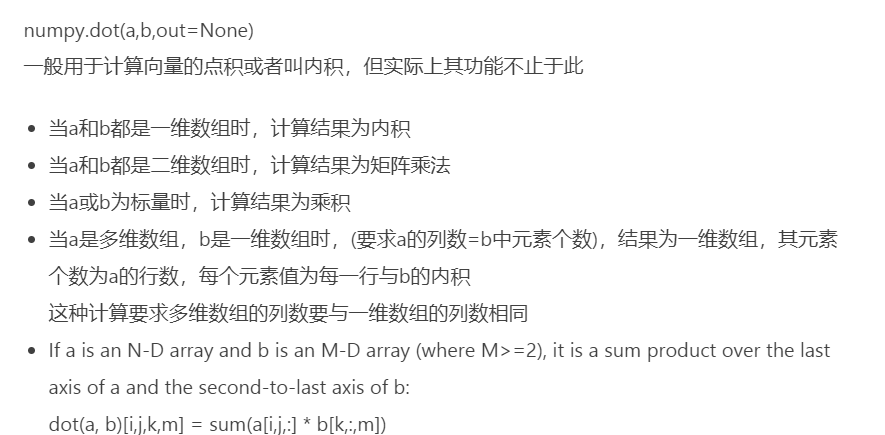 numpy.dot(a,b,out=None)
一般用于计算向量的点积或者叫内积，但实际上其功能不止于此
当a和b都是一维数组时，计算结果为内积
当a和b都是二维数组时，计算结果为矩阵乘法
当a或b为标量时，计算结果为乘积
当a是多维数组，b是一维数组时，(要求a的列数=b中元素个数)，结果为一维数组，其元素
个数为a的行数，每个元素值为每一行与b的内积
这种计算要求多维数组的列数要与一维数组的列数相同
If a is an N-D array and b is an M-D array (where M>=2), it is a sum product over the last
axis of a and the second-to-last axis of b:
dot(a, b)[i,j,k,m] = sum(a[i,j,:] * b[k,:,m])